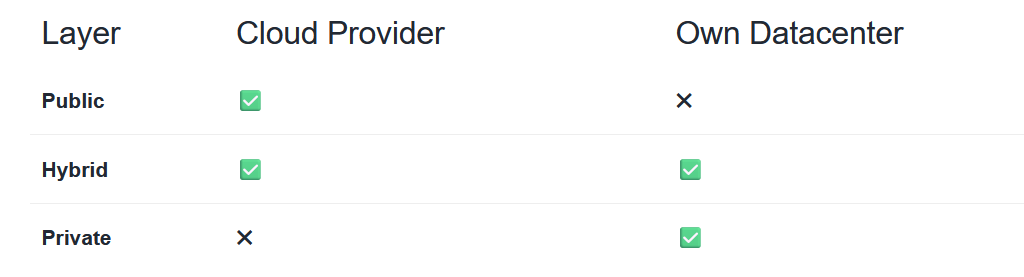 Layer Cloud Provider Own Datacenter
Public ✅ ✕
Hybrid ✅ ✅
Private ✕ ✅